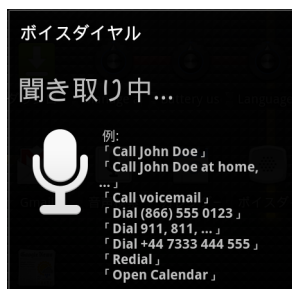 ボイスダイヤル
聞き取り中...
例:
「Call John Doe」
「Call John Doe at home,
...」
「Call voicemail」
「Dial (866) 555 0123」
「Dial 911, 811, ...」
「Dial +44 7333 444 555」
「Redial」
「Open Calendar」